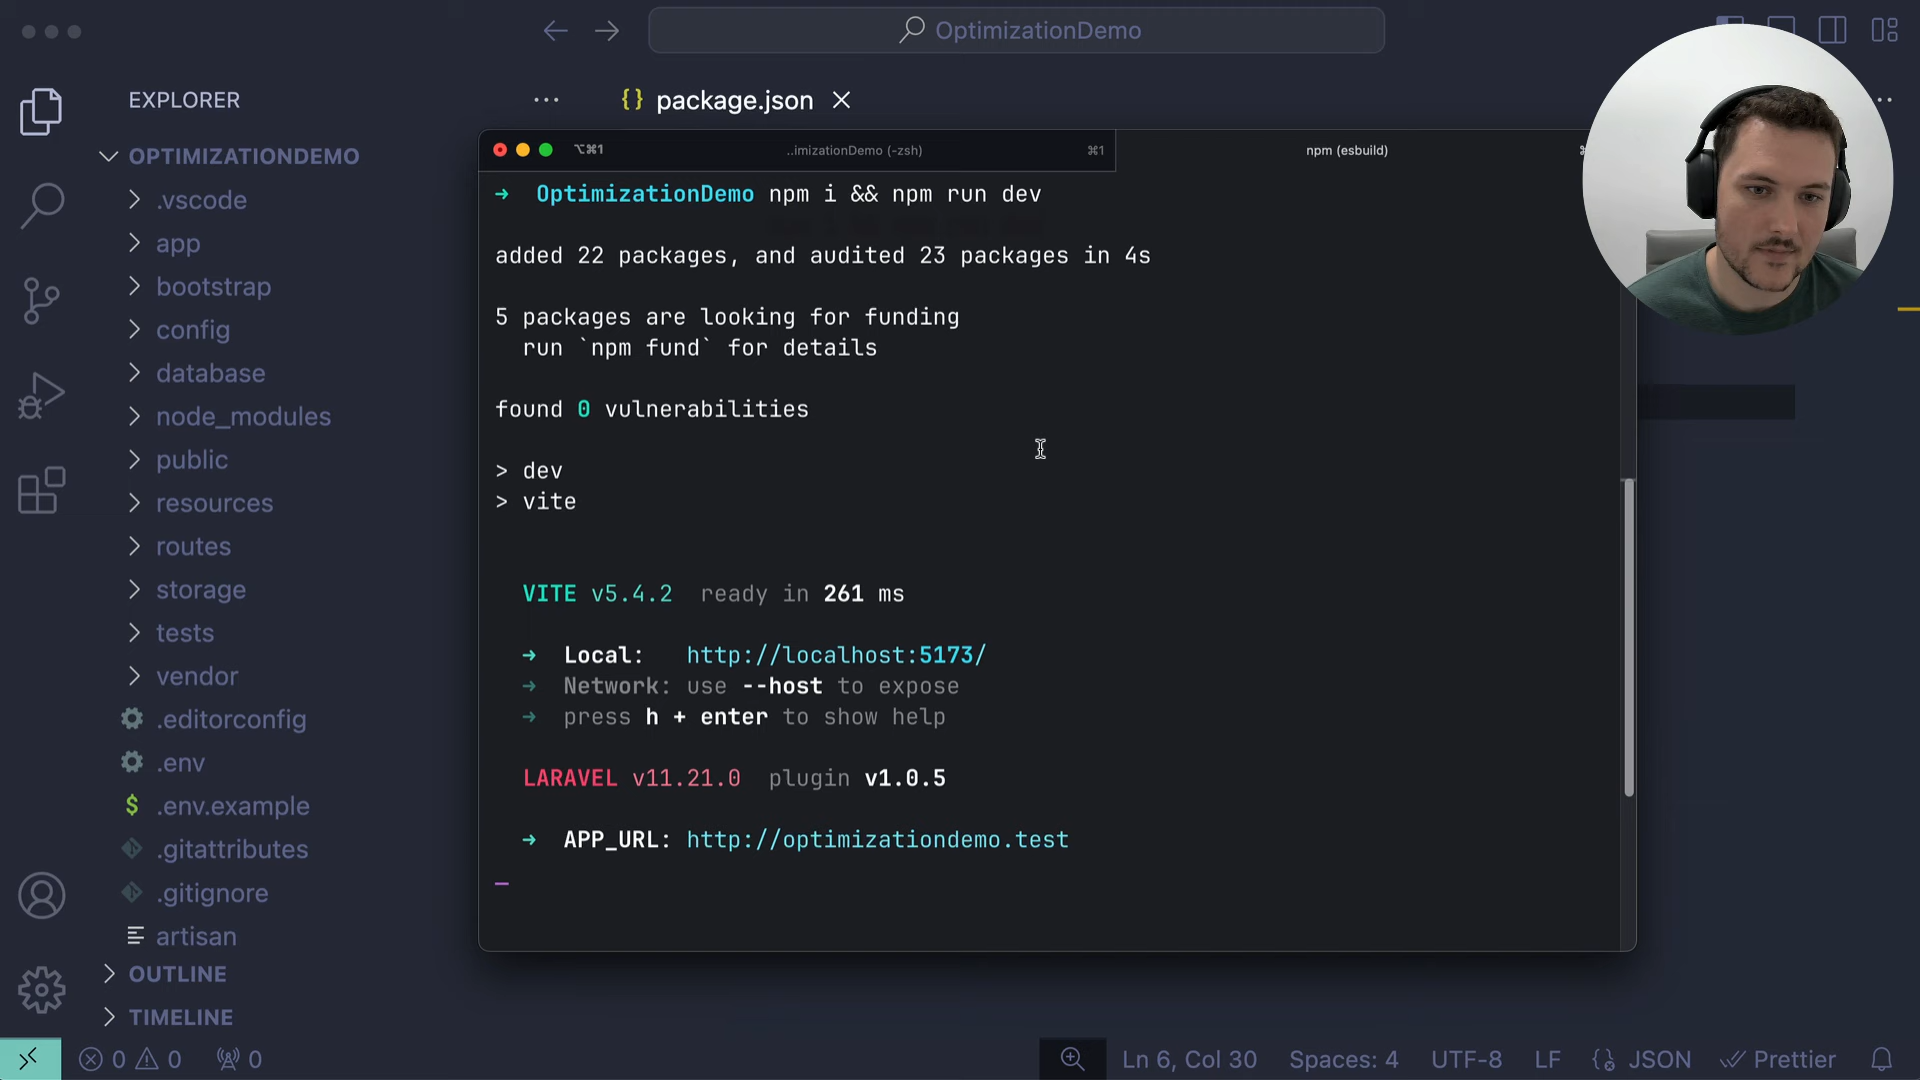 OptimizationDemo
EXPLORER
...
{} package.json
OPTIMIZATIONDEMO
.vscode
app
bootstrap
config
database
node_modules
public
resources
routes
storage
tests
vendor
.editorconfig
.env
$ .env.example
.gitattributes
.gitignore
artisan
OUTLINE
TIMELINE
⌥⌘1
..imizationDemo (-zsh)
⌘1
npm (esbuild)
➜ OptimizationDemo npm i && npm run dev
added 22 packages, and audited 23 packages in 4s
5 packages are looking for funding
run `npm fund` for details
found 0 vulnerabilities
> dev
> vite
VITE v5.4.2 ready in 261 ms
➜ Local: http://localhost:5173/
➜ Network: use --host to expose
➜ press h + enter to show help
LARAVEL v11.21.0 plugin v1.0.5
➜ APP_URL: http://optimizationdemo.test
0 0 0
Ln 6, Col 30
Spaces: 4
UTF-8
LF
JSON
Prettier